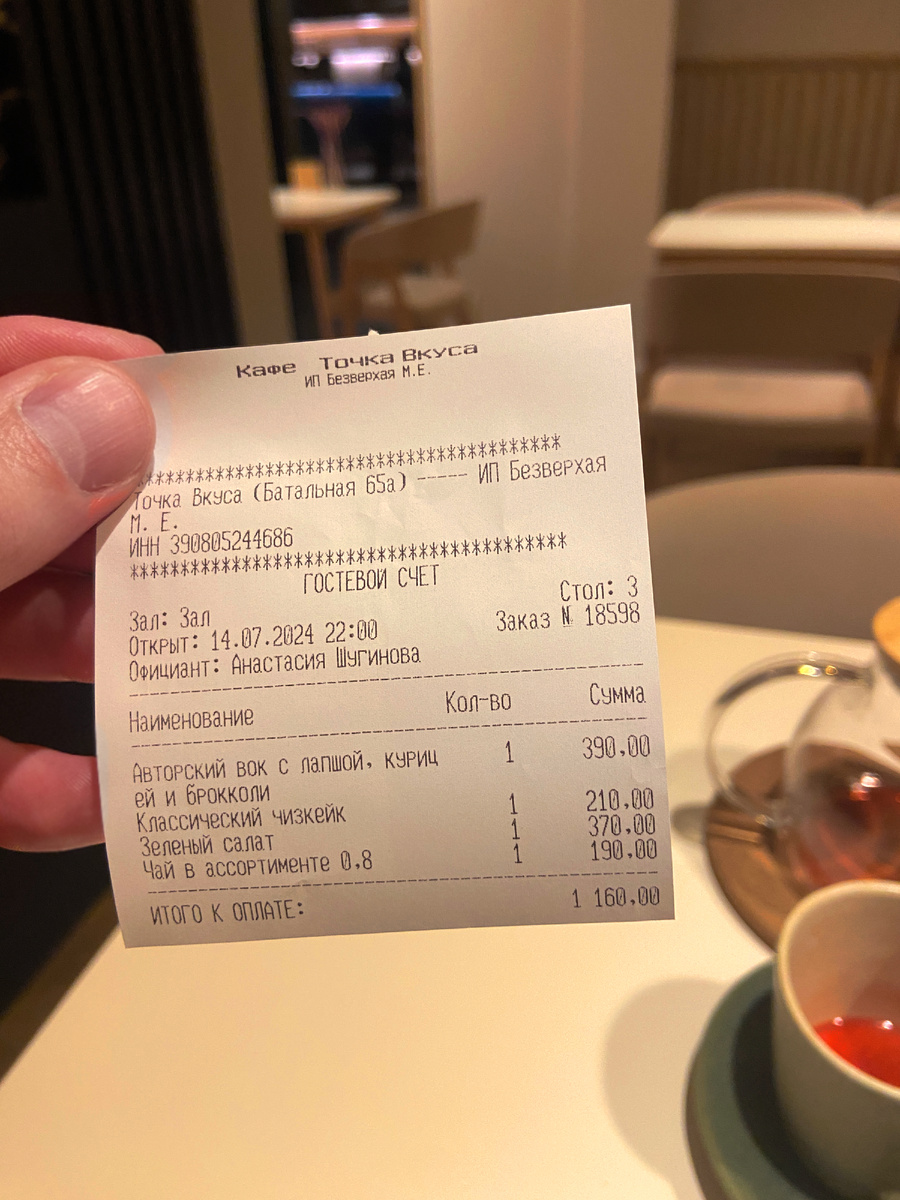 Кафе Точка Вкуса
ИП Безверхая М.Е.
****************************************
Точка Вкуса (Батальная 65а) ----- ИП Безверхая
М. Е.
ИНН 390805244686
****************************************
ГОСТЕВОЙ СЧЕТ
Стол: 3
Зал: Зал
Заказ № 18598
Открыт: 14.07.2024 22:00
Официант: Анастасия Шугинова
Наименование Кол-во Сумма
Авторский вок с лапшой, куриц 1 390,00
ей и брокколи
Классический чизкейк 1 210,00
Зеленый салат 1 370,00
Чай в ассортименте 0,8 1 190,00
ИТОГО К ОПЛАТЕ: 1 160,00